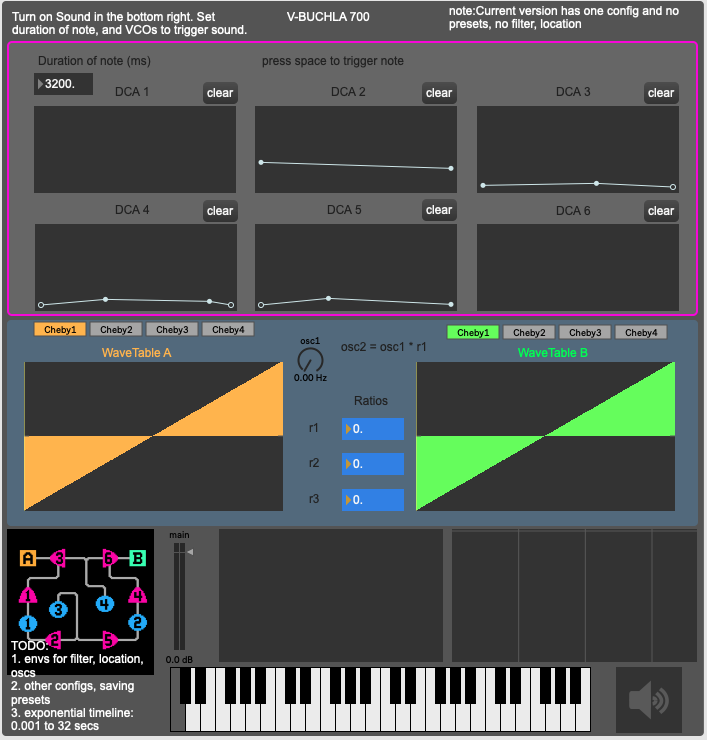 Turn on Sound in the bottom right. Set
duration of note, and VCOs to trigger sound.
V-BUCHLA 700
note:Current version has one config and no
presets, no filter, location
Duration of note (ms)
press space to trigger note
3200.
DCA 1
clear
DCA 2
clear
DCA 3
clear
DCA 4
clear
DCA 5
clear
DCA 6
clear
Cheby1
Cheby2
Cheby3
Cheby4
WaveTable A
osc1
0.00 Hz
osc2 = osc1 * r1
Cheby1
Cheby2
Cheby3
Cheby4
WaveTable B
Ratios
r1
0.
r2
0.
r3
0.
A
3
6
B
1
3
4
4
1
2
2
5
TODO:
1. envs for filter, location,
oscs
2. other configs, saving
presets
3. exponential timeline:
0.001 to 32 secs
main
0.0 dB